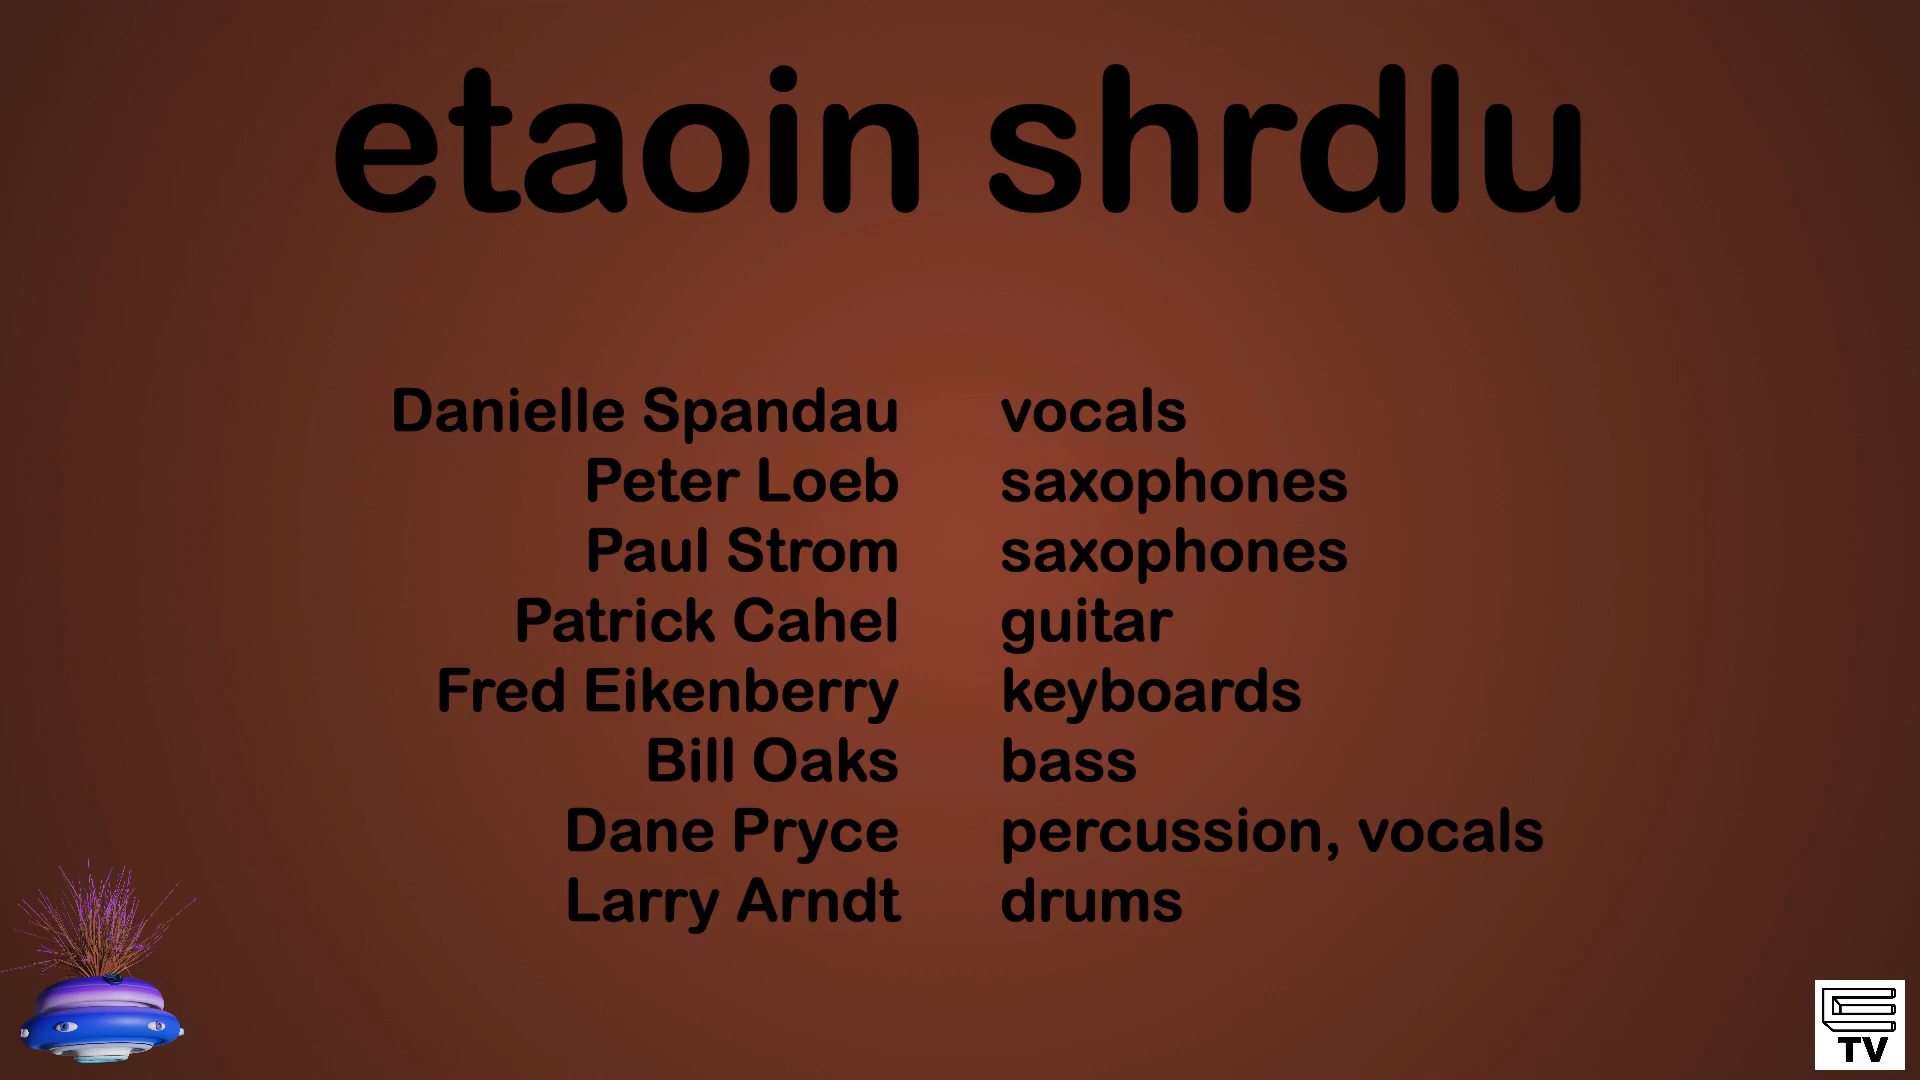 etaoin shrdlu
Danielle Spandau vocals
Peter Loeb saxophones
Paul Strom saxophones
Patrick Cahel guitar
Fred Eikenberry keyboards
Bill Oaks bass
Dane Pryce percussion, vocals
Larry Arndt drums
E
TV